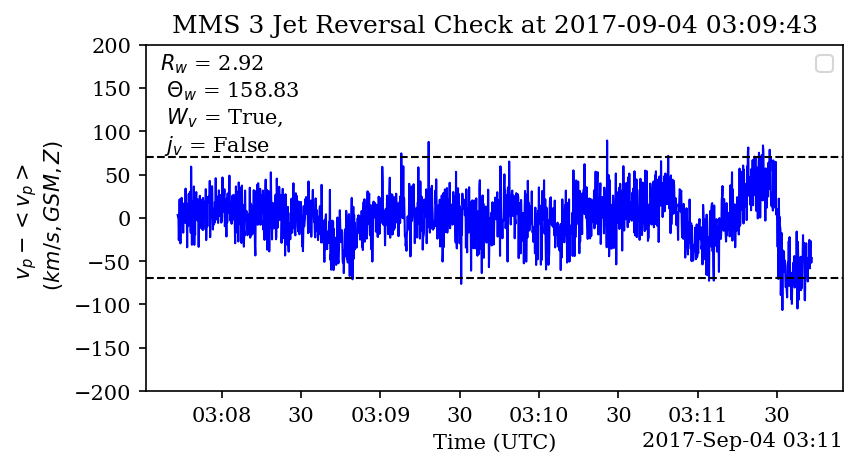 MMS 3 Jet Reversal Check at 2017-09-04 03:09:43
R_w = 2.92
Θ_w = 158.83
W_v = True,
j_v = False
v_p − < v_p >
(km/s, GSM, Z)
200
150
100
50
0
−50
−100
−150
−200
03:08 30 03:09 30 03:10 30 03:11 30
Time (UTC)
2017-Sep-04 03:11